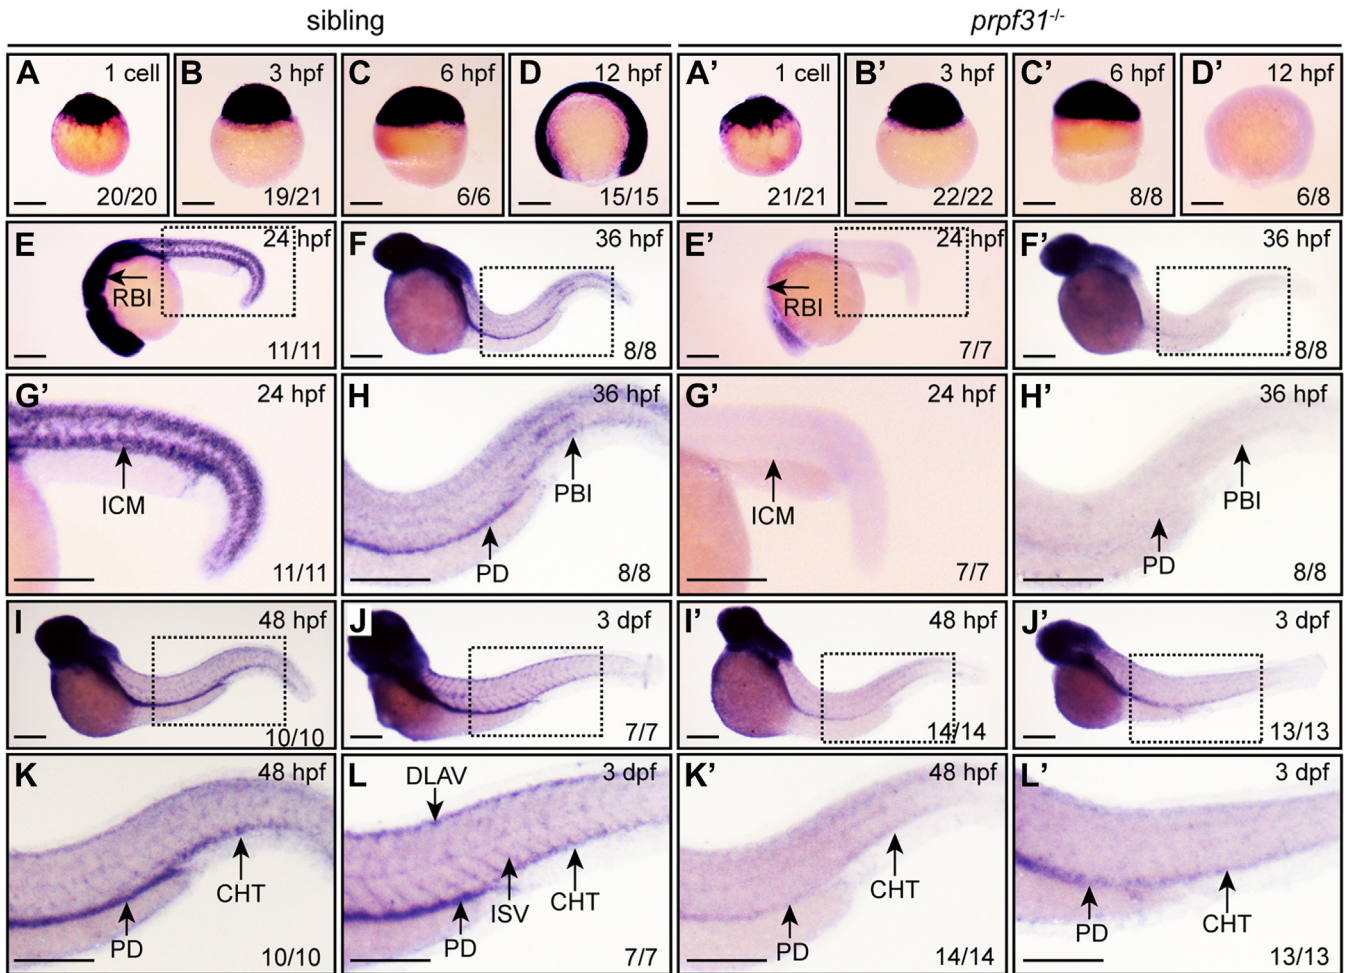 sibling prpf31-/-
A 1 cell B 3 hpf C 6 hpf D 12 hpf A' 1 cell B' 3 hpf C' 6 hpf D' 12 hpf
20/20 19/21 6/6 15/15 21/21 22/22 8/8 6/8
E 24 hpf F 36 hpf E' 24 hpf F' 36 hpf
RBI RBI
11/11 8/8 7/7 8/8
G' 24 hpf H 36 hpf G' 24 hpf H' 36 hpf
ICM PBI ICM PBI
PD PD
11/11 8/8 7/7 8/8
I 48 hpf J 3 dpf I' 48 hpf J' 3 dpf
10/10 7/7 14/14 13/13
K 48 hpf L DLAV 3 dpf K' 48 hpf L' 3 dpf
CHT ISV CHT CHT CHT
PD PD PD PD
10/10 7/7 14/14 13/13